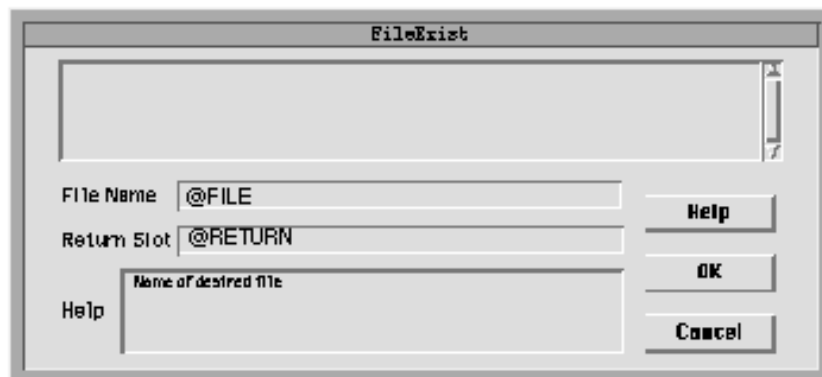 FileExist
File Name @FILE
Help
Return Slot @RETURN
OK
Name of desired file
Help
Cancel